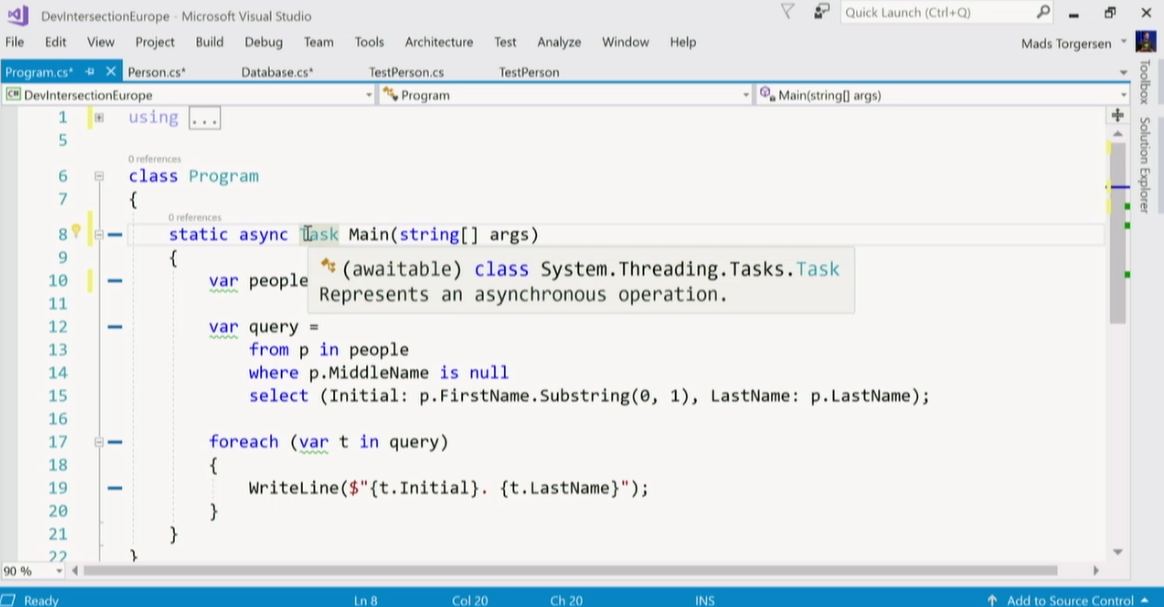 DevIntersectionEurope - Microsoft Visual Studio
Quick Launch (Ctrl+Q)
File Edit View Project Build Debug Team Tools Architecture Test Analyze Window Help
Mads Torgersen
Program.cs* Person.cs* Database.cs* TestPerson.cs TestPerson
Toolbox
Solution Explorer
C# DevIntersectionEurope Program Main(string[] args)
1 using ...
5
0 references
6 class Program
7 {
0 references
8 static async Task Main(string[] args)
9 {
(awaitable) class System.Threading.Tasks.Task
10 var people
Represents an asynchronous operation.
11
12 var query =
13 from p in people
14 where p.MiddleName is null
15 select (Initial: p.FirstName.Substring(0, 1), LastName: p.LastName);
16
17 foreach (var t in query)
18 {
19 WriteLine($"{t.Initial}. {t.LastName}");
20 }
21 }
22 }
90 %
Ready Ln 8 Col 20 Ch 20 INS Add to Source Control